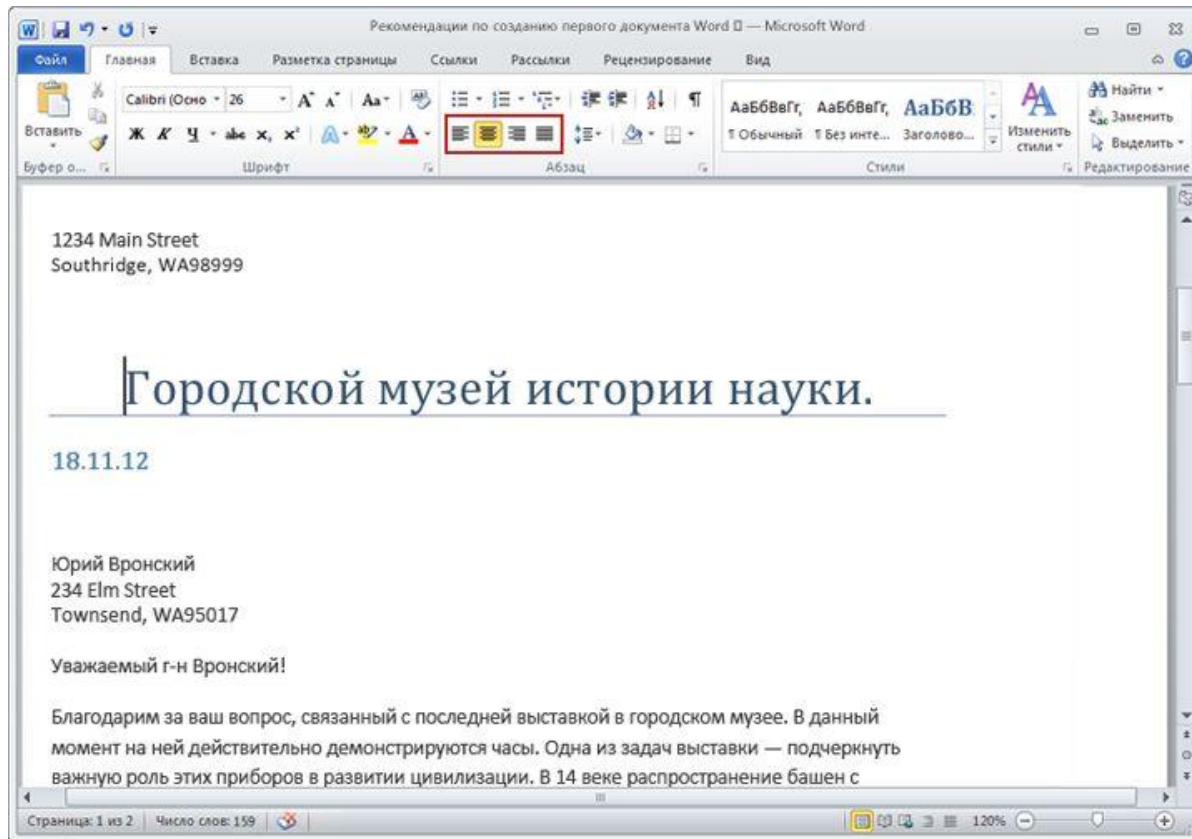 Рекомендации по созданию первого документа Word — Microsoft Word
Файл Главная Вставка Разметка страницы Ссылки Рассылки Рецензирование Вид
Calibri (Осно 26 Aa Найти
АаБбВвГг, АаБбВвГг, АаБбВ Заменить
Вставить Ж К Ч abc x, x² А ¶ Обычный ¶ Без инте... Заголово... Изменить стили Выделить
Буфер о... Шрифт Абзац Стили Редактирование
1234 Main Street
Southridge, WA98999
Городской музей истории науки.
18.11.12
Юрий Вронский
234 Elm Street
Townsend, WA95017
Уважаемый г-н Вронский!
Благодарим за ваш вопрос, связанный с последней выставкой в городском музее. В данный
момент на ней действительно демонстрируются часы. Одна из задач выставки — подчеркнуть
важную роль этих приборов в развитии цивилизации. В 14 веке распространение башен с
Страница: 1 из 2 Число слов: 159 120%